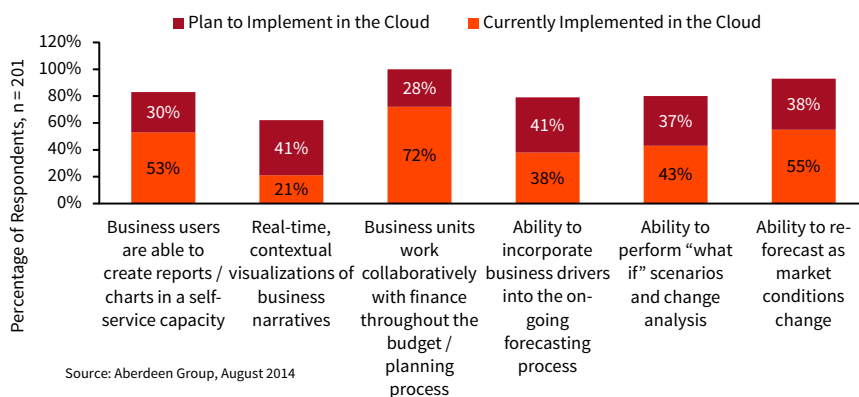 Plan to Implement in the Cloud Currently Implemented in the Cloud
Percentage of Respondents, n = 201
120%
100%
80%
60%
40%
20%
0%
30%
53%
41%
21%
28%
72%
41%
38%
37%
43%
38%
55%
Business users
are able to
create reports /
charts in a self-
service capacity
Real-time,
contextual
visualizations of
business
narratives
Business units
work
collaboratively
with finance
throughout the
budget /
planning
process
Ability to
incorporate
business drivers
into the on-
going
forecasting
process
Ability to
perform “what
if” scenarios
and change
analysis
Ability to re-
forecast as
market
conditions
change
Source: Aberdeen Group, August 2014